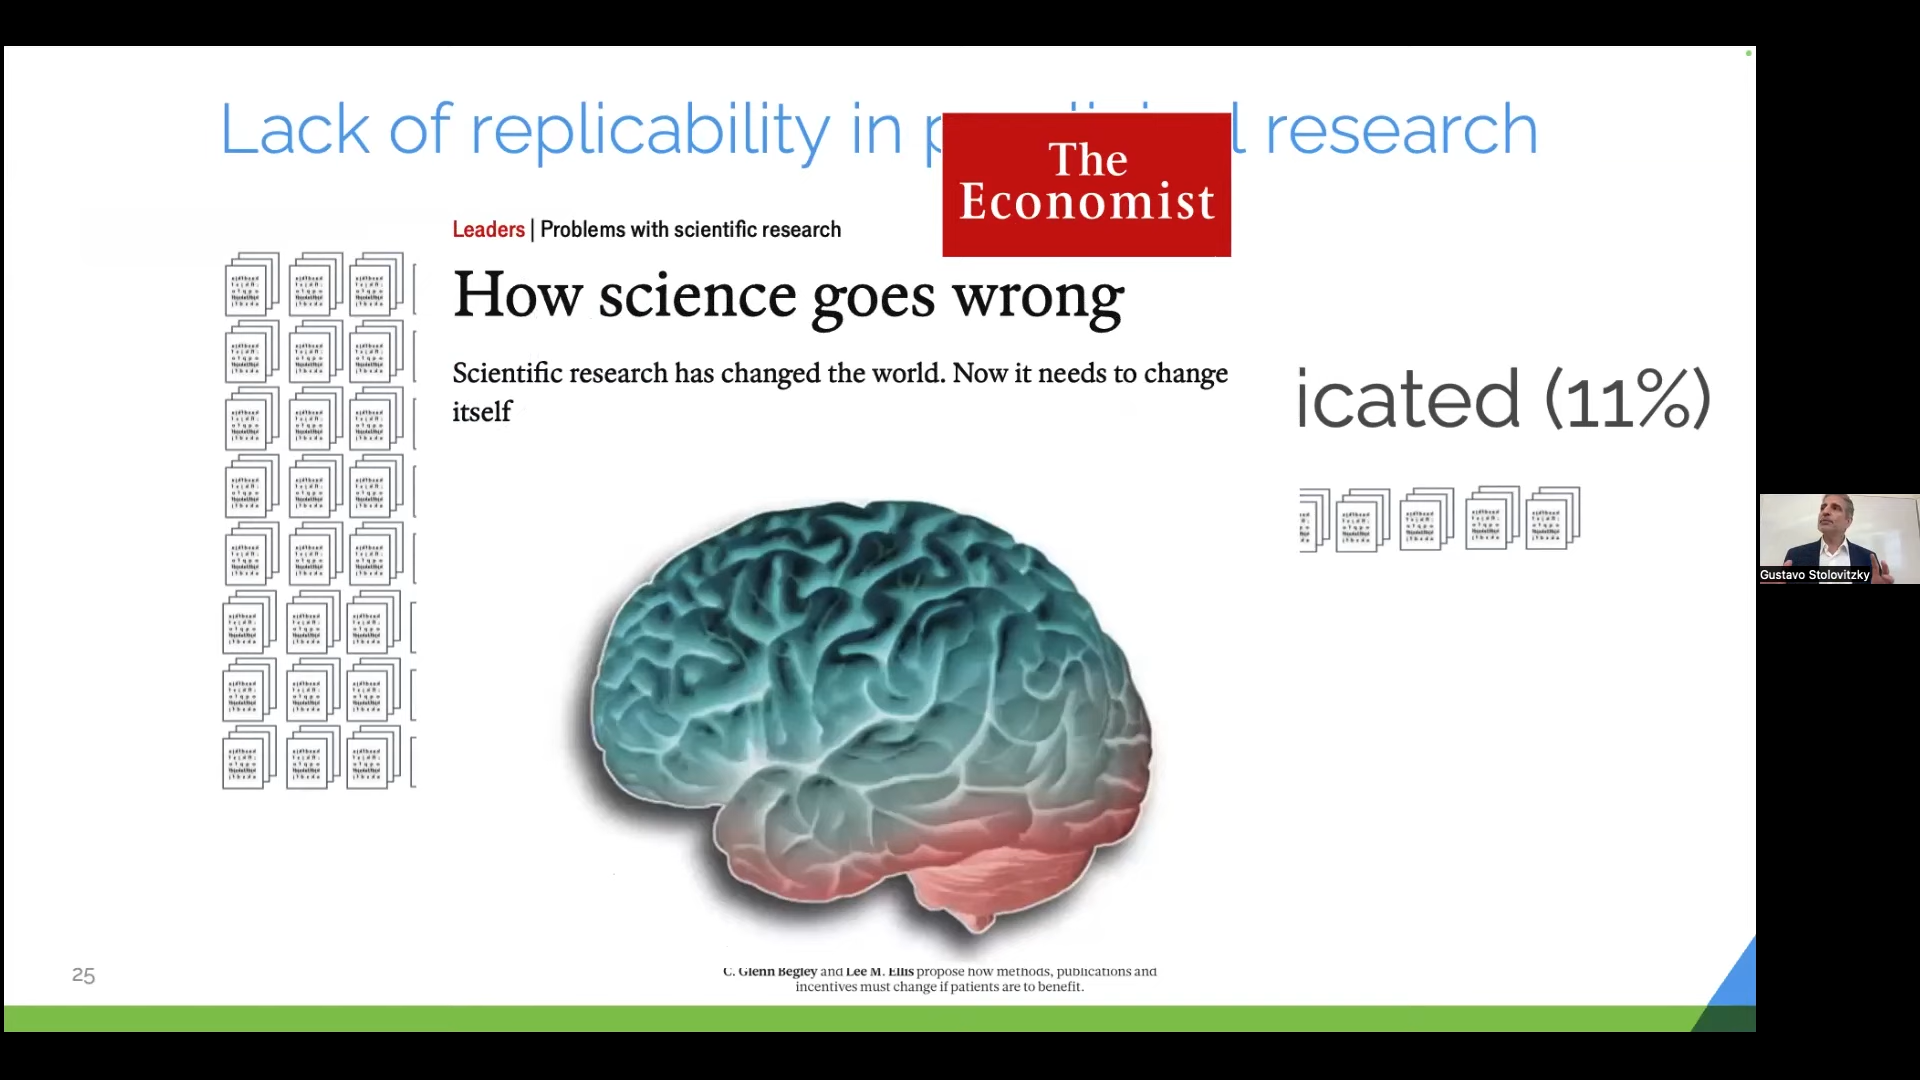 Lack of replicability in p l research
The
Economist
Leaders | Problems with scientific research
How science goes wrong
Scientific research has changed the world. Now it needs to change
itself
icated (11%)
Gustavo Stolovitzky
C. Glenn Begley and Lee M. Ellis propose how methods, publications and
incentives must change if patients are to benefit.
25